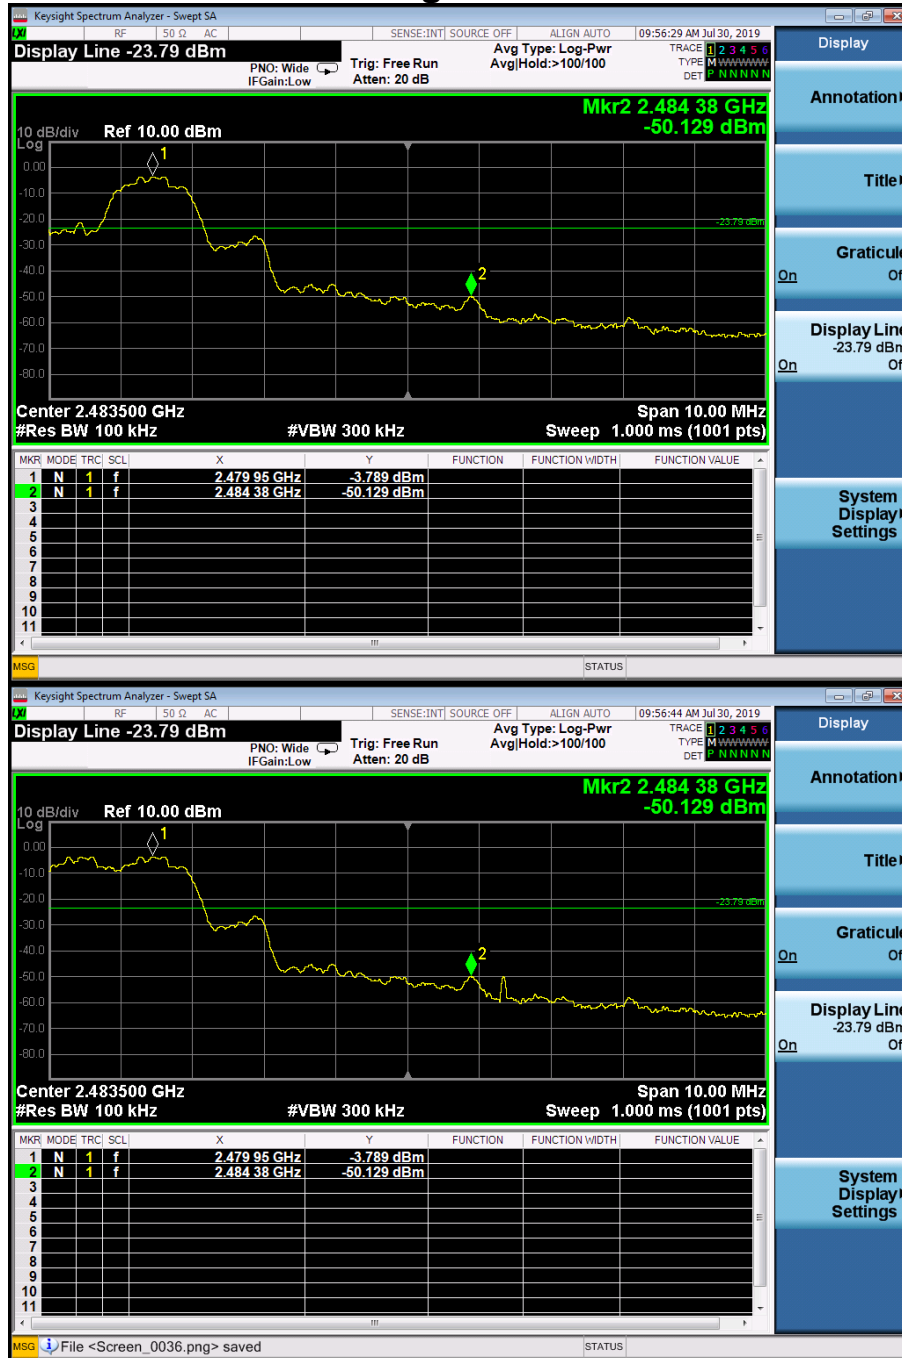 Keysight Spectrum Analyzer - Swept SA
LXI RF 50 Ω AC SENSE:INT SOURCE OFF ALIGN AUTO 09:56:29 AM Jul 30, 2019
Display Line -23.79 dBm
PNO: Wide
IFGain:Low
Trig: Free Run
Atten: 20 dB
Avg Type: Log-Pwr
Avg|Hold:>100/100
TRACE 1 2 3 4 5 6
TYPE M WWWWW
DET P N N N N N
Mkr2 2.484 38 GHz
-50.129 dBm
10 dB/div Ref 10.00 dBm
Log
1
0.00
-10.0
-20.0
-23.79 dBm
-30.0
-40.0
2
-50.0
-60.0
-70.0
-80.0
Center 2.483500 GHz Span 10.00 MHz
#Res BW 100 kHz #VBW 300 kHz Sweep 1.000 ms (1001 pts)
MKR MODE TRC SCL X Y FUNCTION FUNCTION WIDTH FUNCTION VALUE
1 N 1 f 2.479 95 GHz -3.789 dBm
2 N 1 f 2.484 38 GHz -50.129 dBm
3
4
5
6
7
8
9
10
11
MSG STATUS
Display
Annotation
Title
Graticule
On Of
Display Line
-23.79 dBm
On Of
System
Display
Settings
Keysight Spectrum Analyzer - Swept SA
LXI RF 50 Ω AC SENSE:INT SOURCE OFF ALIGN AUTO 09:56:44 AM Jul 30, 2019
Display Line -23.79 dBm
PNO: Wide
IFGain:Low
Trig: Free Run
Atten: 20 dB
Avg Type: Log-Pwr
Avg|Hold:>100/100
TRACE 1 2 3 4 5 6
TYPE M WWWWW
DET P N N N N N
Mkr2 2.484 38 GHz
-50.129 dBm
10 dB/div Ref 10.00 dBm
Log
1
0.00
-10.0
-20.0
-23.79 dBm
-30.0
-40.0
2
-50.0
-60.0
-70.0
-80.0
Center 2.483500 GHz Span 10.00 MHz
#Res BW 100 kHz #VBW 300 kHz Sweep 1.000 ms (1001 pts)
MKR MODE TRC SCL X Y FUNCTION FUNCTION WIDTH FUNCTION VALUE
1 N 1 f 2.479 95 GHz -3.789 dBm
2 N 1 f 2.484 38 GHz -50.129 dBm
3
4
5
6
7
8
9
10
11
MSG File <Screen_0036.png> saved STATUS
Display
Annotation
Title
Graticule
On Of
Display Line
-23.79 dBm
On Of
System
Display
Settings